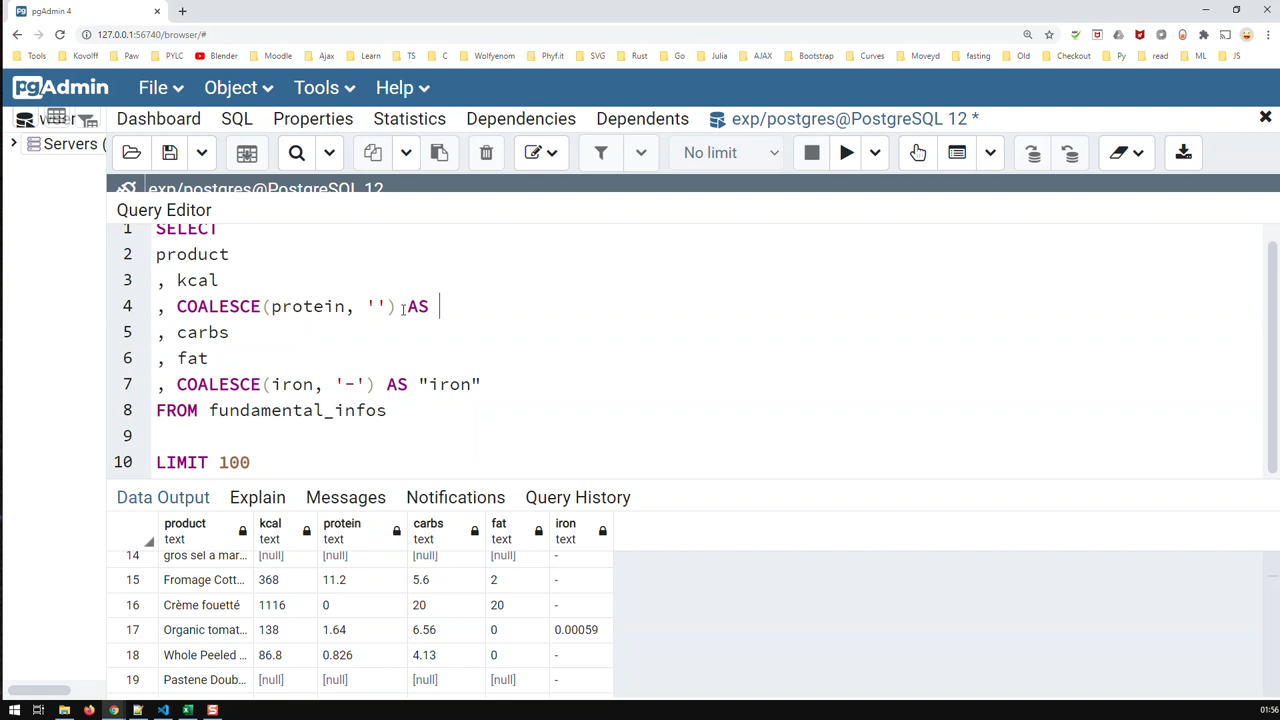 pgAdmin 4
127.0.0.1:56740/browser/#
Tools Kovolff Paw PYLC Blender Moodle Ajax Learn TS C Wolfyenom Phyf.it SVG Rust Go Julia AJAX Bootstrap Curves Moveyd fasting Old Checkout Py read ML JS
pgAdmin File Object Tools Help
Dashboard SQL Properties Statistics Dependencies Dependents exp/postgres@PostgreSQL 12 *
Servers (
No limit
exp/postgres@PostgreSQL 12
Query Editor
1 SELECT
2 product
3 , kcal
4 , COALESCE(protein, '') AS
5 , carbs
6 , fat
7 , COALESCE(iron, '-') AS "iron"
8 FROM fundamental_infos
9
10 LIMIT 100
Data Output Explain Messages Notifications Query History
product kcal protein carbs fat iron
text text text text text text
14 gros sel a mar... [null] [null] [null] [null] -
15 Fromage Cott... 368 11.2 5.6 2 -
16 Crème fouetté 1116 0 20 20 -
17 Organic tomat... 138 1.64 6.56 0 0.00059
18 Whole Peeled ... 86.8 0.826 4.13 0 -
19 Pastene Doub... [null] [null] [null] [null] -
01:56